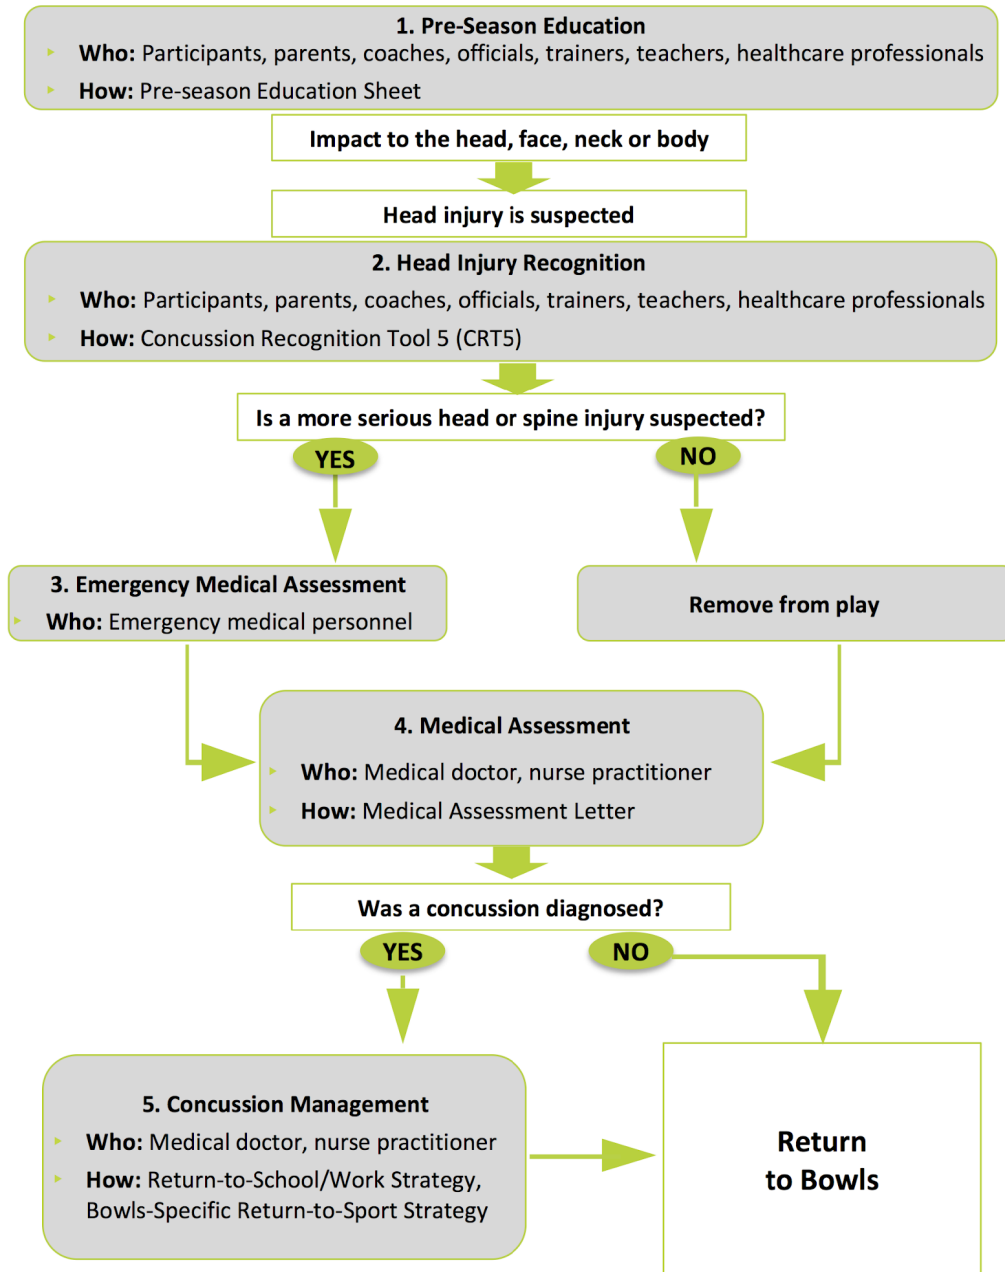 1. Pre-Season Education
Who: Participants, parents, coaches, officials, trainers, teachers, healthcare professionals
How: Pre-season Education Sheet
Impact to the head, face, neck or body
Head injury is suspected
2. Head Injury Recognition
Who: Participants, parents, coaches, officials, trainers, teachers, healthcare professionals
How: Concussion Recognition Tool 5 (CRT5)
Is a more serious head or spine injury suspected?
YES
NO
3. Emergency Medical Assessment
Who: Emergency medical personnel
Remove from play
4. Medical Assessment
Who: Medical doctor, nurse practitioner
How: Medical Assessment Letter
Was a concussion diagnosed?
YES
NO
5. Concussion Management
Who: Medical doctor, nurse practitioner
How: Return-to-School/Work Strategy,
Bowls-Specific Return-to-Sport Strategy
Return
to Bowls